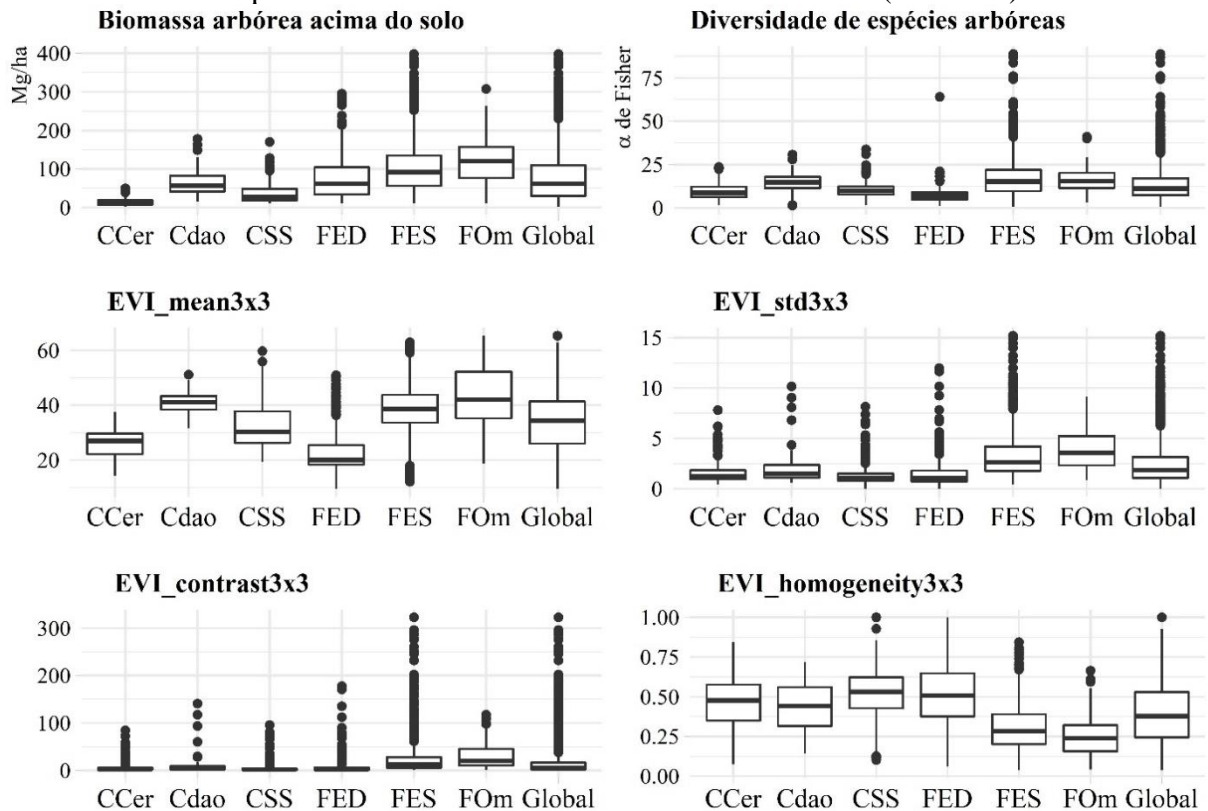 Biomassa arbórea acima do solo
Mg/ha
400
300
200
100
0
CCer Cdao CSS FED FES FOm Global
Diversidade de espécies arbóreas
α de Fisher
75
50
25
0
CCer Cdao CSS FED FES FOm Global
EVI_mean3x3
60
40
20
CCer Cdao CSS FED FES FOm Global
EVI_std3x3
15
10
5
0
CCer Cdao CSS FED FES FOm Global
EVI_contrast3x3
300
200
100
0
CCer Cdao CSS FED FES FOm Global
EVI_homogeneity3x3
1.00
0.75
0.50
0.25
0.00
CCer Cdao CSS FED FES FOm Global